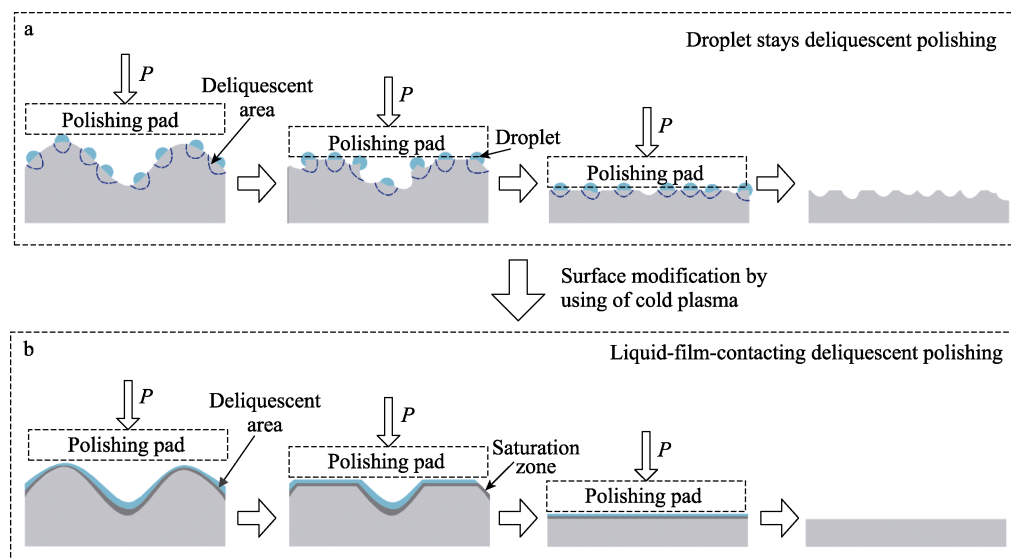 a
Droplet stays deliquescent polishing
P
Deliquescent
area
Polishing pad
P
Polishing pad
Droplet
P
Polishing pad
Surface modification by
using of cold plasma
b
Liquid-film-contacting deliquescent polishing
P
Deliquescent
area
Polishing pad
P
Polishing pad
Saturation
zone
P
Polishing pad